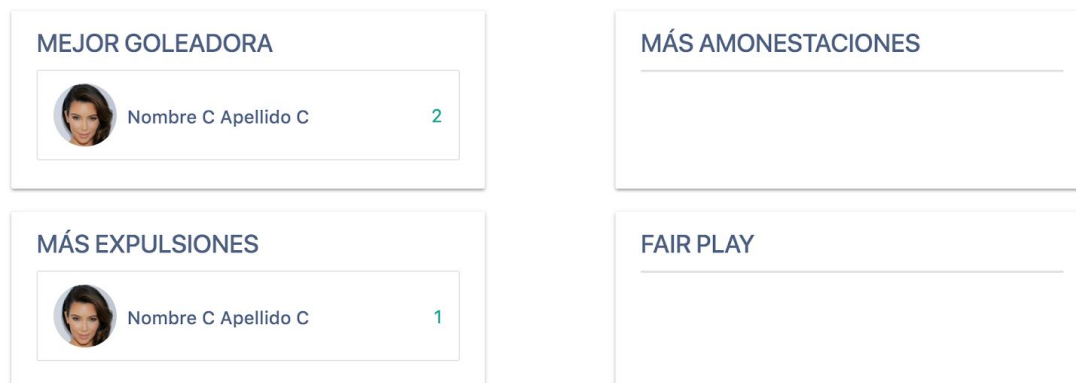 MEJOR GOLEADORA
Nombre C Apellido C 2
MÁS AMONESTACIONES
MÁS EXPULSIONES
Nombre C Apellido C 1
FAIR PLAY